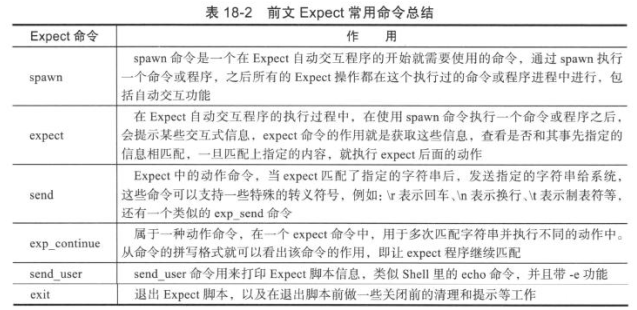 表 18-2 前文 Expect 常用命令总结
Expect 命令 作 用
spawn 命令是一个在 Expect 自动交互程序的开始就需要使用的命令，通过 spawn 执行
spawn 一个命令或程序，之后所有的 Expect 操作都在这个执行过的命令或程序进程中进行，包
括自动交互功能
在 Expect 自动交互程序的执行过程中，在使用 spawn 命令执行一个命令或程序之后，
expect 会提示某些交互式信息，expect 命令的作用就是获取这些信息，查看是否和其事先指定的
信息相匹配，一旦匹配上指定的内容，就执行 expect 后面的动作
Expect 中的动作命令，当 expect 匹配了指定的字符串后，发送指定的字符串给系统，
send 这些命令可以支持一些特殊的转义符号，例如：\r 表示回车、\n 表示换行、\t 表示制表符等，
还有一个类似的 exp_send 命令
exp_continue 属于一种动作命令，在一个 expect 命令中，用于多次匹配字符串并执行不同的动作中。
从命令的拼写格式就可以看出该命令的作用，即让 expect 程序继续匹配
send_user send_user 命令用来打印 Expect 脚本信息，类似 Shell 里的 echo 命令，并且带 -e 功能
exit 退出 Expect 脚本，以及在退出脚本前做一些关闭前的清理和提示等工作